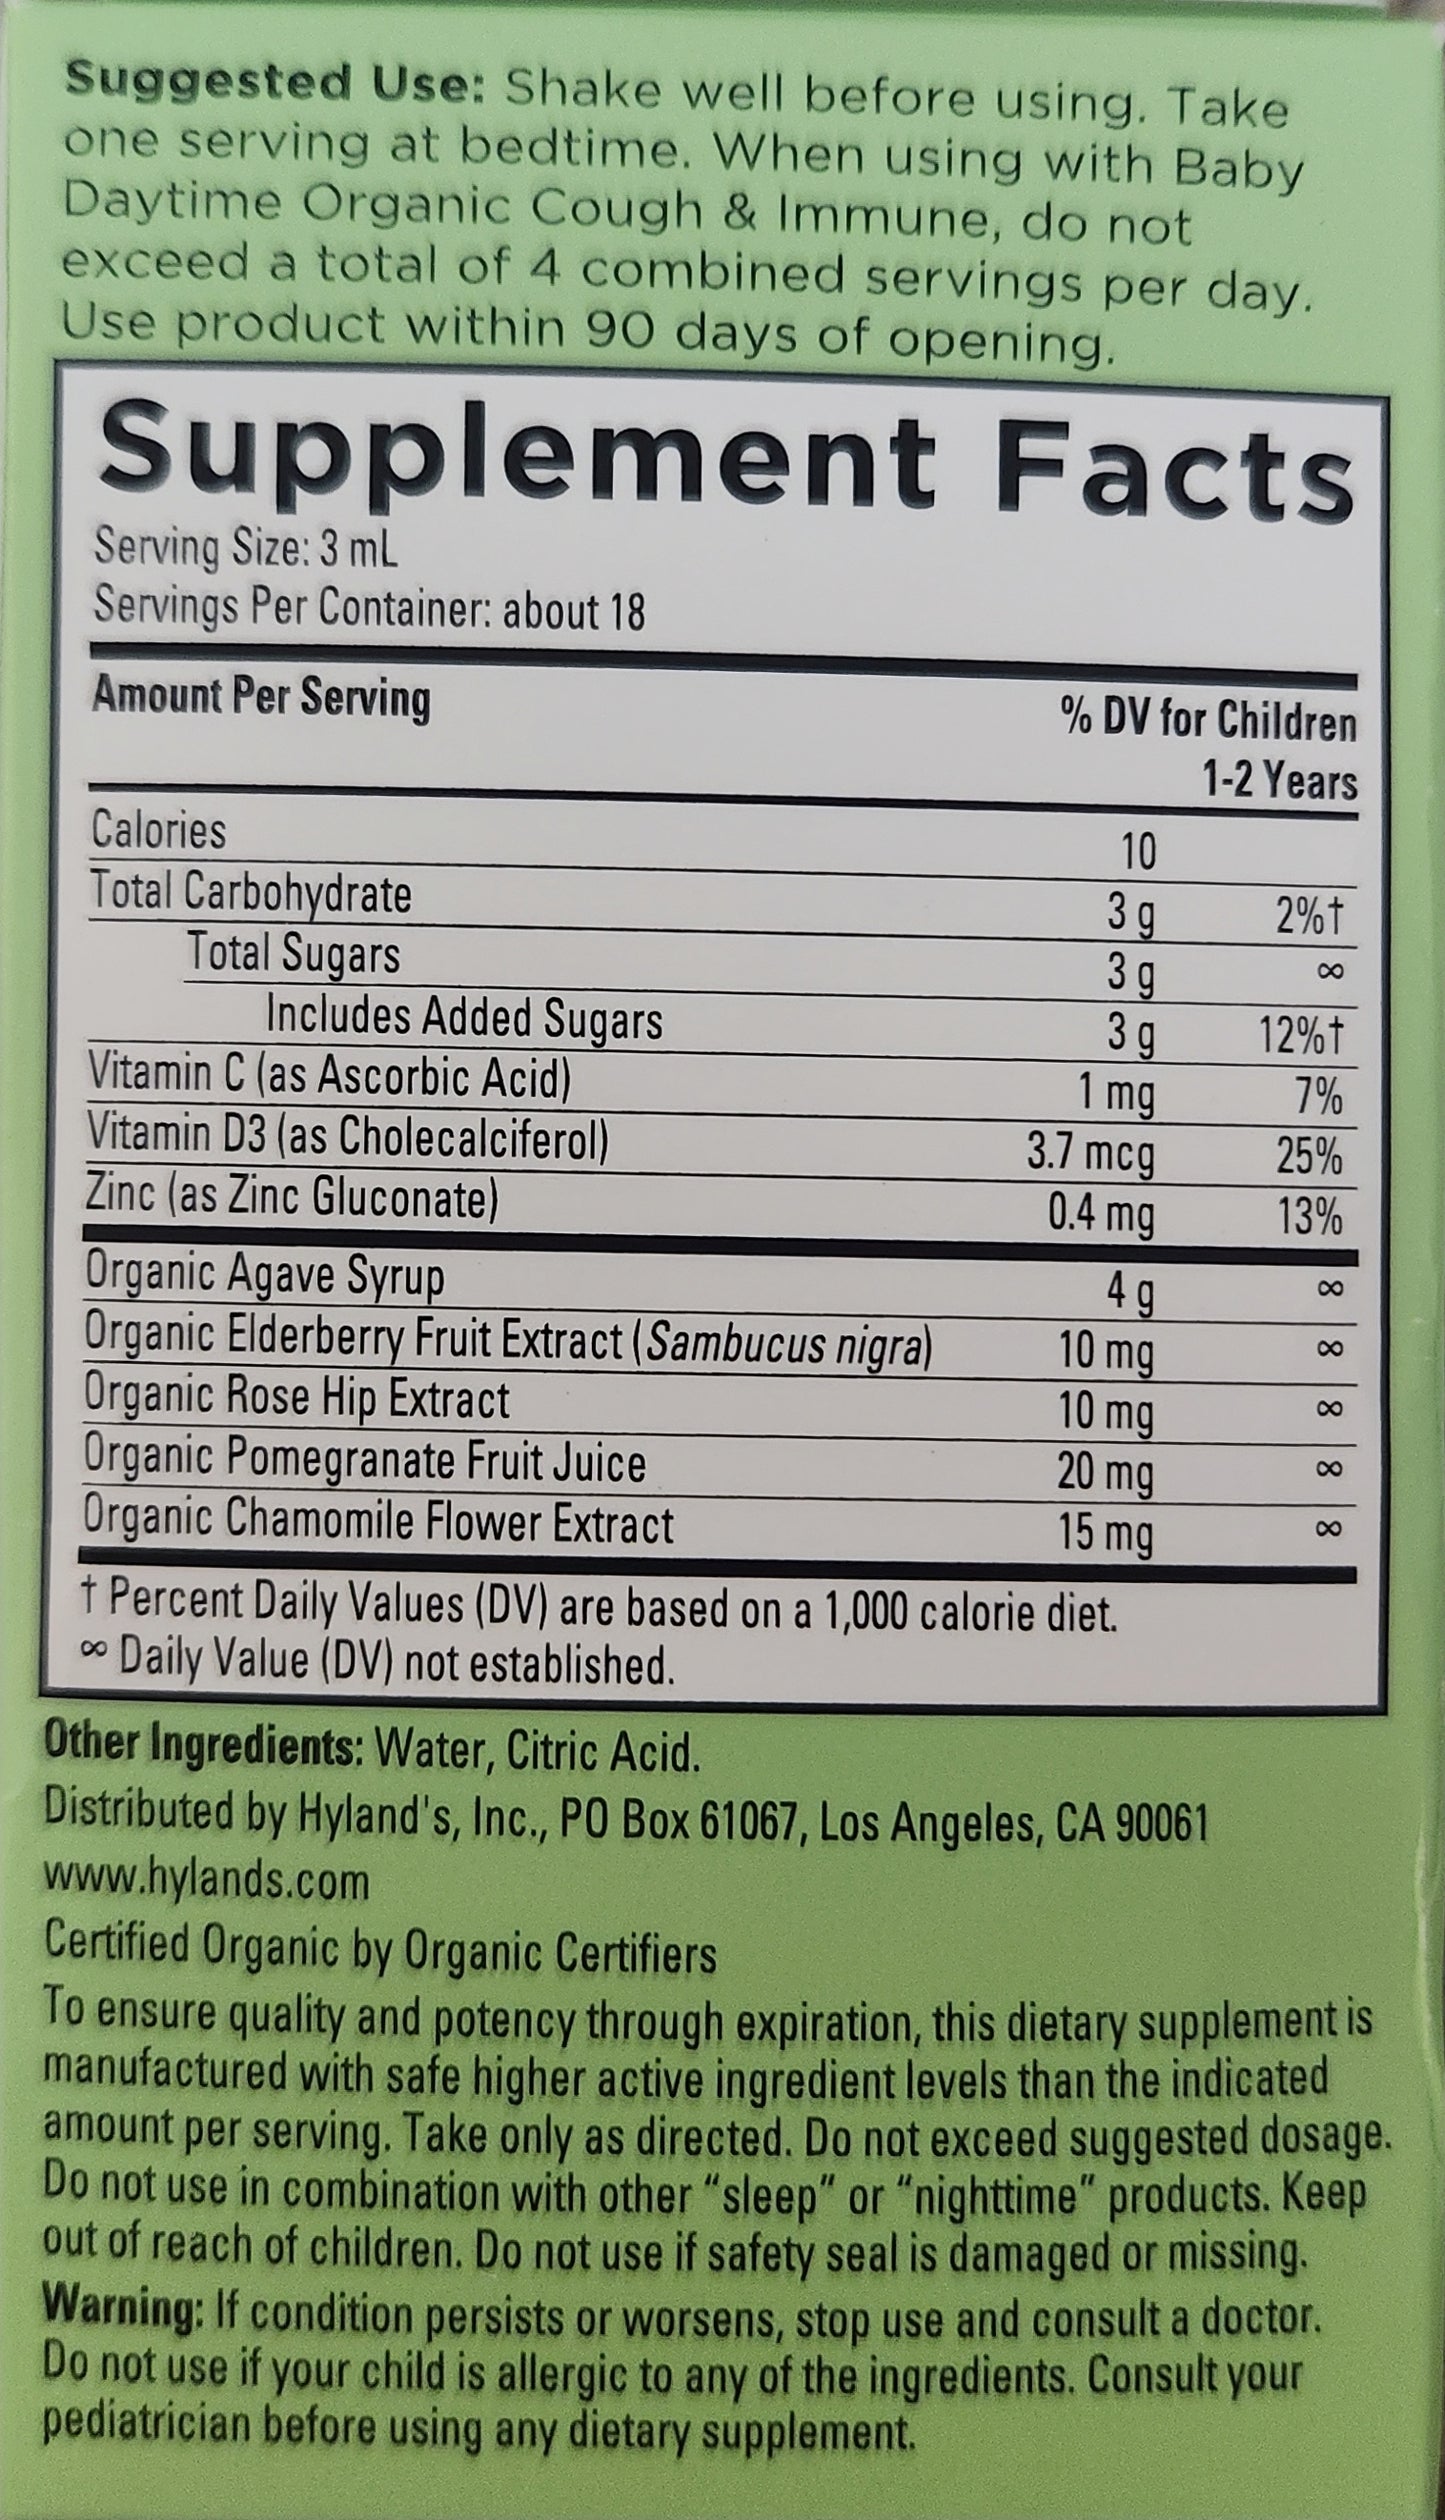 Suggested Use: Shake well before using. Take
one serving at bedtime. When using with Baby
Daytime Organic Cough & Immune, do not
exceed a total of 4 combined servings per day.
Use product within 90 days of opening.
Supplement Facts
Serving Size: 3 mL
Servings Per Container: about 18
Amount Per Serving % DV for Children
1-2 Years
Calories 10
Total Carbohydrate 3 g 2%†
Total Sugars 3 g ∞
Includes Added Sugars 3 g 12%†
Vitamin C (as Ascorbic Acid) 1 mg 7%
Vitamin D3 (as Cholecalciferol) 3.7 mcg 25%
Zinc (as Zinc Gluconate) 0.4 mg 13%
Organic Agave Syrup 4 g ∞
Organic Elderberry Fruit Extract (Sambucus nigra) 10 mg ∞
Organic Rose Hip Extract 10 mg ∞
Organic Pomegranate Fruit Juice 20 mg ∞
Organic Chamomile Flower Extract 15 mg ∞
† Percent Daily Values (DV) are based on a 1,000 calorie diet.
∞ Daily Value (DV) not established.
Other Ingredients: Water, Citric Acid.
Distributed by Hyland's, Inc., PO Box 61067, Los Angeles, CA 90061
www.hylands.com
Certified Organic by Organic Certifiers
To ensure quality and potency through expiration, this dietary supplement is
manufactured with safe higher active ingredient levels than the indicated
amount per serving. Take only as directed. Do not exceed suggested dosage.
Do not use in combination with other “sleep” or “nighttime” products. Keep
out of reach of children. Do not use if safety seal is damaged or missing.
Warning: If condition persists or worsens, stop use and consult a doctor.
Do not use if your child is allergic to any of the ingredients. Consult your
pediatrician before using any dietary supplement.